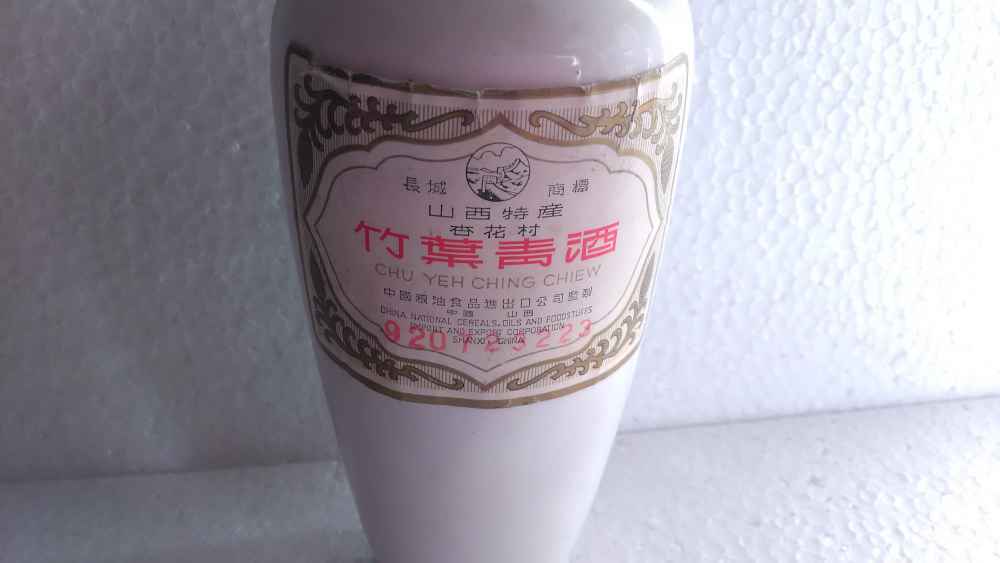 長城 商標
山西特產
杏花村
竹葉青酒
CHU YEH CHING CHIEW
中國粮油食品進出口公司監製
中國 山西
CHINA NATIONAL CEREALS, OILS AND FOODSTUFFS
IMPORT AND EXPORT CORPORATION
SHANXI, CHINA
920723223